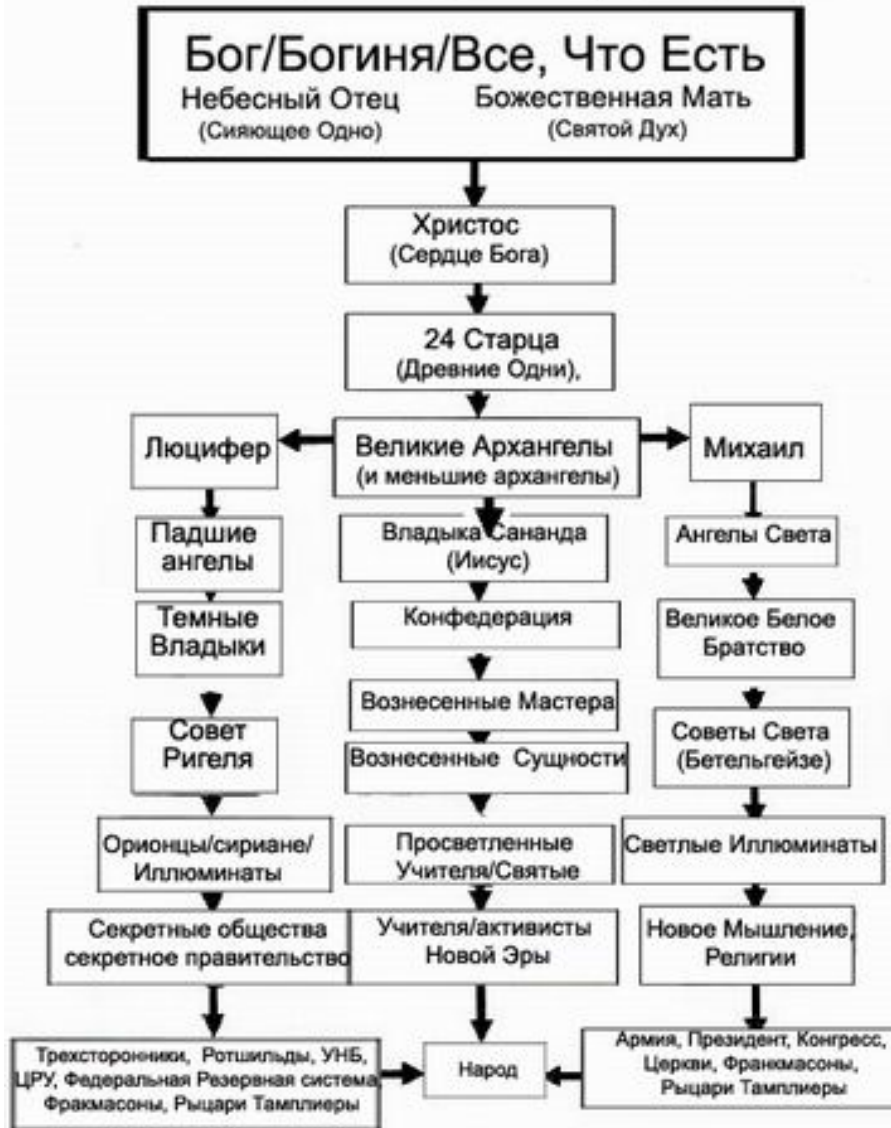 Бог/Богиня/Все, Что Есть
Небесный Отец Божественная Мать
(Сияющее Одно) (Святой Дух)
Христос
(Сердце Бога)
24 Старца
(Древние Одни),
Люцифер
Великие Архангелы
(и меньшие архангелы)
Михаил
Падшие
ангелы
Владыка Сананда
(Иисус)
Ангелы Света
Темные
Владыки
Конфедерация
Великое Белое
Братство
Совет
Ригеля
Вознесенные Мастера
Вознесенные Сущности
Советы Света
(Бетельгейзе)
Орионцы/сириане/
Иллюминаты
Просветленные
Учителя/Святые
Светлые Иллюминаты
Секретные общества
секретное правительство
Учителя/активисты
Новой Эры
Новое Мышление,
Религии
Трехсторонники, Ротшильды, УНБ,
ЦРУ, Федеральная Резервная система
Фракмасоны, Рыцари Тамплиеры
Народ
Армия, Президент, Конгресс,
Церкви, Франкмасоны,
Рыцари Тамплиеры